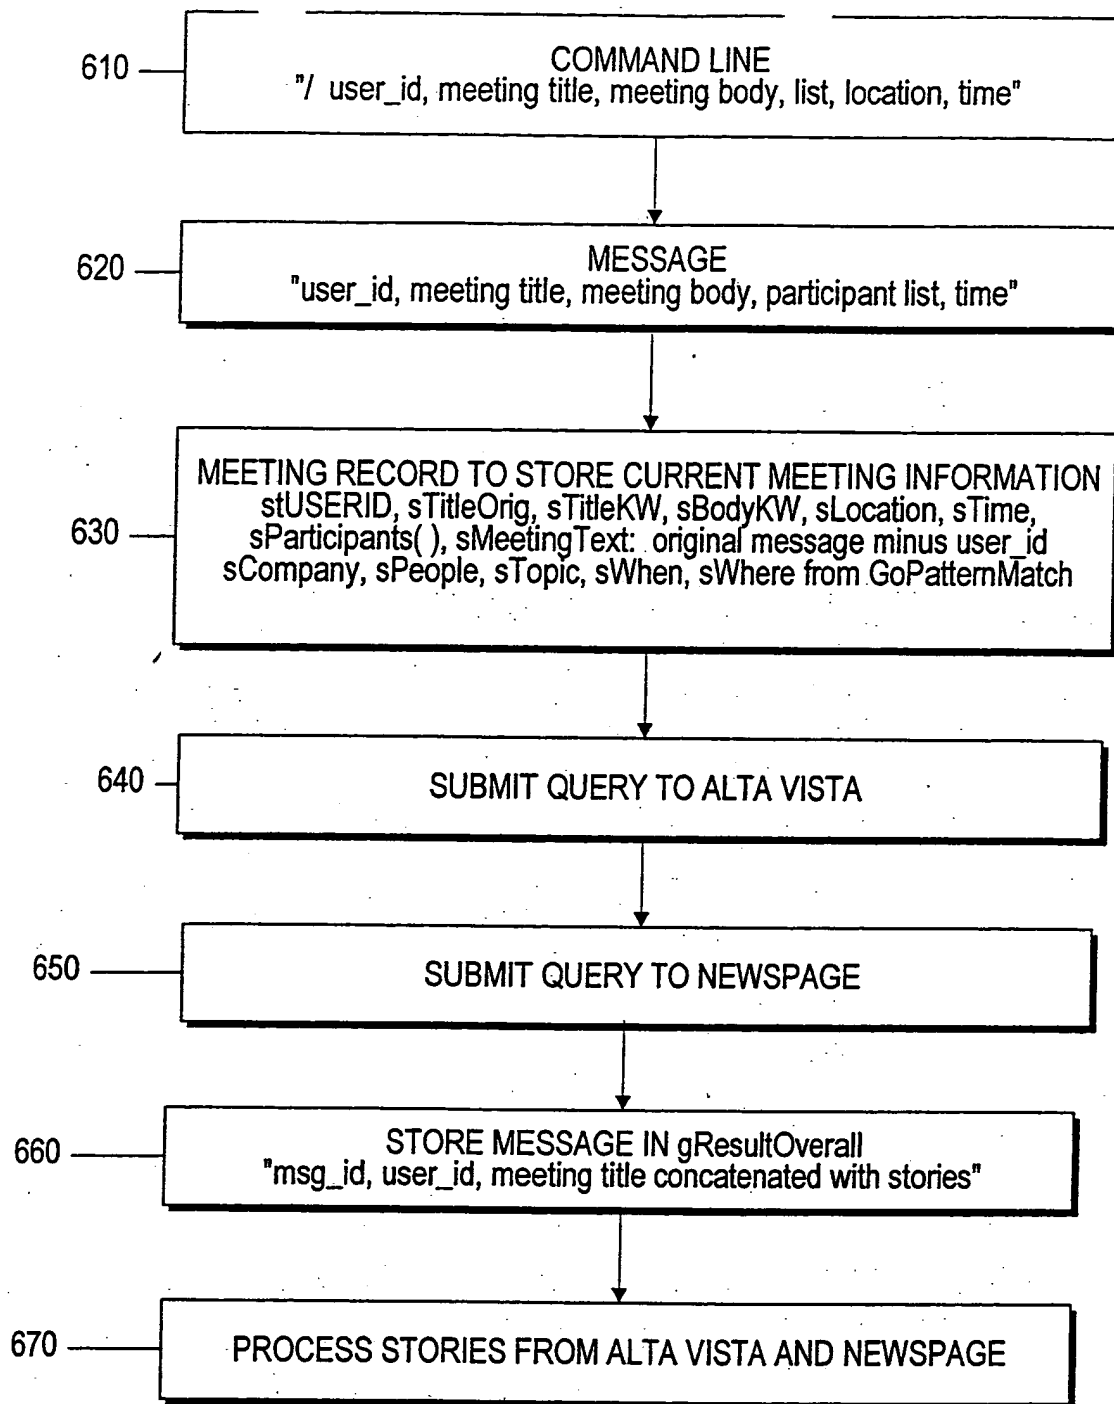 610
COMMAND LINE
"/ user_id, meeting title, meeting body, list, location, time"
620
MESSAGE
"user_id, meeting title, meeting body, participant list, time"
630
MEETING RECORD TO STORE CURRENT MEETING INFORMATION
stUSERID, sTitleOrig, sTitleKW, sBodyKW, sLocation, sTime,
sParticipants( ), sMeetingText: original message minus user_id
sCompany, sPeople, sTopic, sWhen, sWhere from GoPatternMatch
640
SUBMIT QUERY TO ALTA VISTA
650
SUBMIT QUERY TO NEWSPAGE
660
STORE MESSAGE IN gResultOverall
"msg_id, user_id, meeting title concatenated with stories"
670
PROCESS STORIES FROM ALTA VISTA AND NEWSPAGE